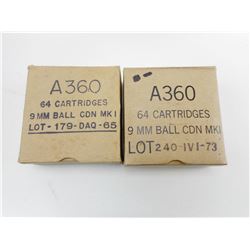 A360
64 CARTRIDGES
9 MM BALL CDN MK I
LOT-179-DAQ-65
A360
64 CARTRIDGES
9 MM BALL CDN MKI
LOT 240-IVI-73